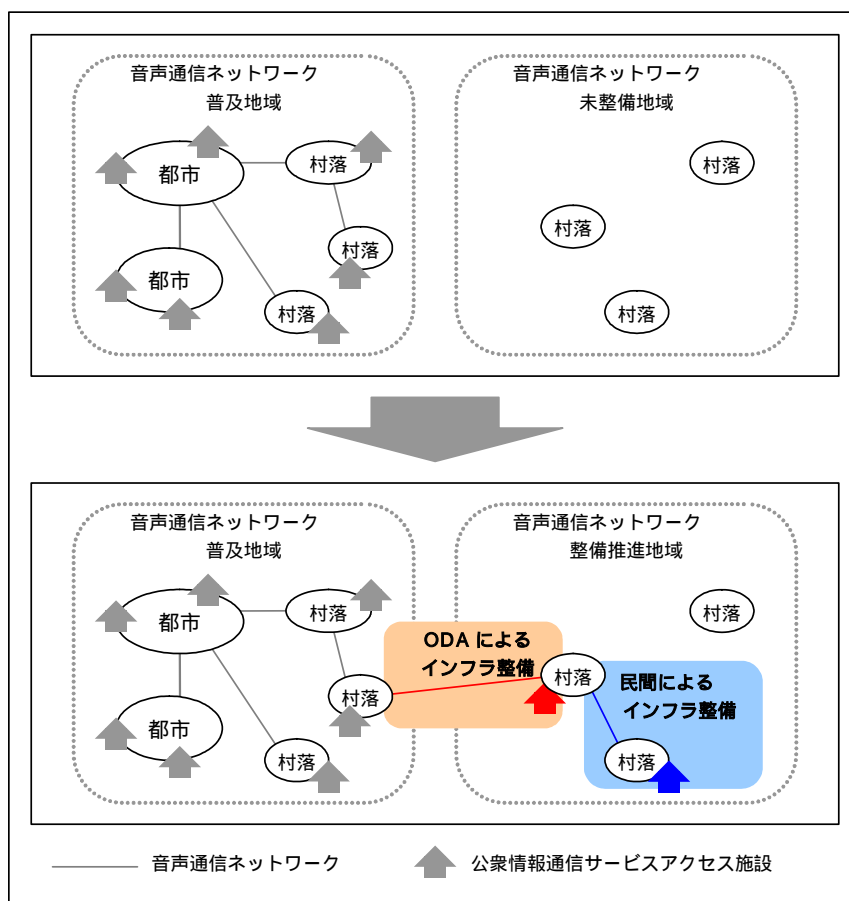 音声通信ネットワーク
普及地域
都市
村落
村落
都市
村落
音声通信ネットワーク
未整備地域
村落
村落
村落
音声通信ネットワーク
普及地域
都市
村落
村落
都市
村落
音声通信ネットワーク
整備推進地域
村落
ODA による
インフラ整備
村落
民間による
インフラ整備
村落
音声通信ネットワーク
公衆情報通信サービスアクセス施設